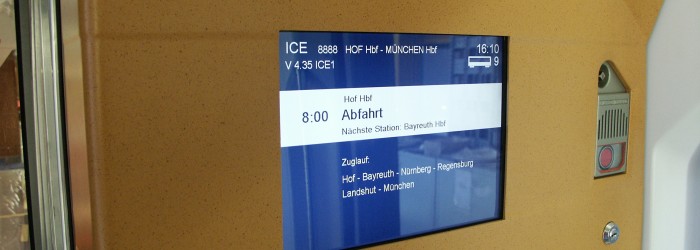 ICE 8888 HOF Hbf - MÜNCHEN Hbf 16:10
V 4.35 ICE1 9
Hof Hbf
8:00 Abfahrt
Nächste Station: Bayreuth Hbf
Zuglauf:
Hof - Bayreuth - Nürnberg - Regensburg
Landshut - München